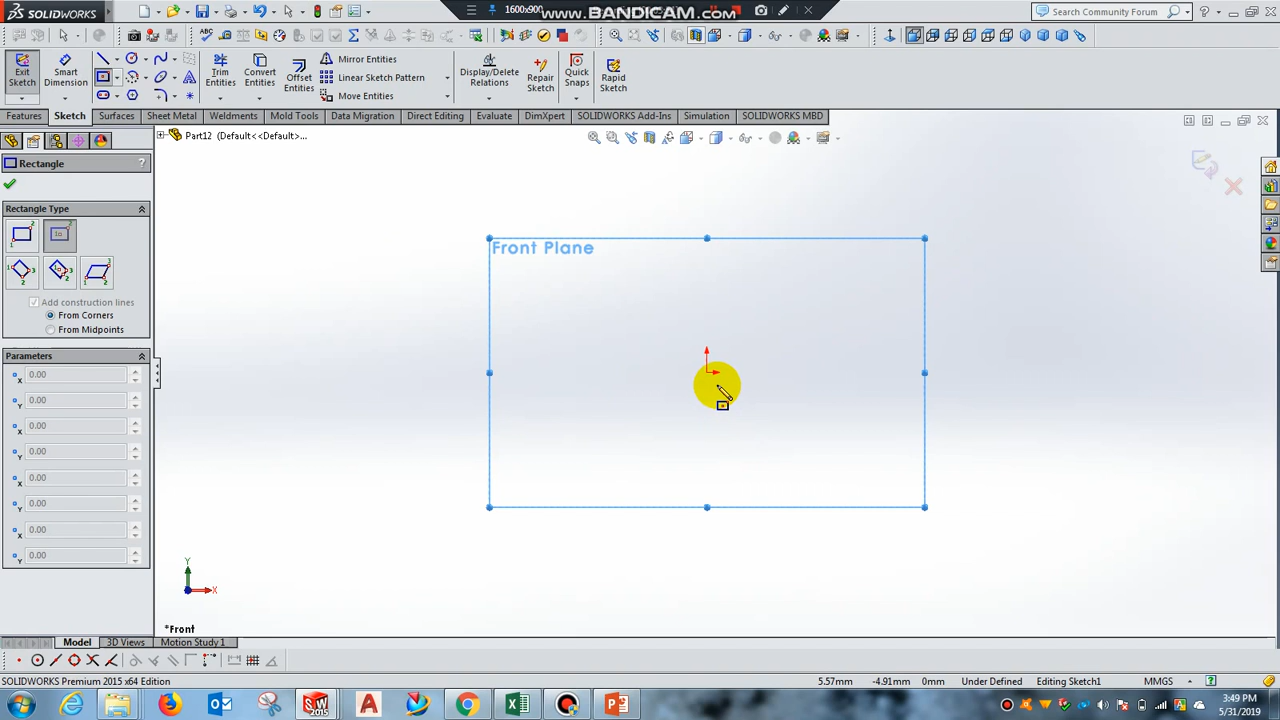 SOLIDWORKS
1600x900
www.BANDICAM.com
Search Community Forum
Exit Sketch
Smart Dimension
Trim Entities
Convert Entities
Offset Entities
Mirror Entities
Linear Sketch Pattern
Move Entities
Display/Delete Relations
Repair Sketch
Quick Snaps
Rapid Sketch
Features
Sketch
Surfaces
Sheet Metal
Weldments
Mold Tools
Data Migration
Direct Editing
Evaluate
DimXpert
SOLIDWORKS Add-Ins
Simulation
SOLIDWORKS MBD
Part12 (Default<<Default>...
Rectangle
?
Rectangle Type
Add construction lines
From Corners
From Midpoints
Parameters
0.00
0.00
0.00
0.00
0.00
0.00
0.00
0.00
Front Plane
Y
X
*Front
Model
3D Views
Motion Study 1
SOLIDWORKS Premium 2015 x64 Edition
5.57mm
-4.91mm
0mm
Under Defined
Editing Sketch1
MMGS
3:49 PM
5/31/2019